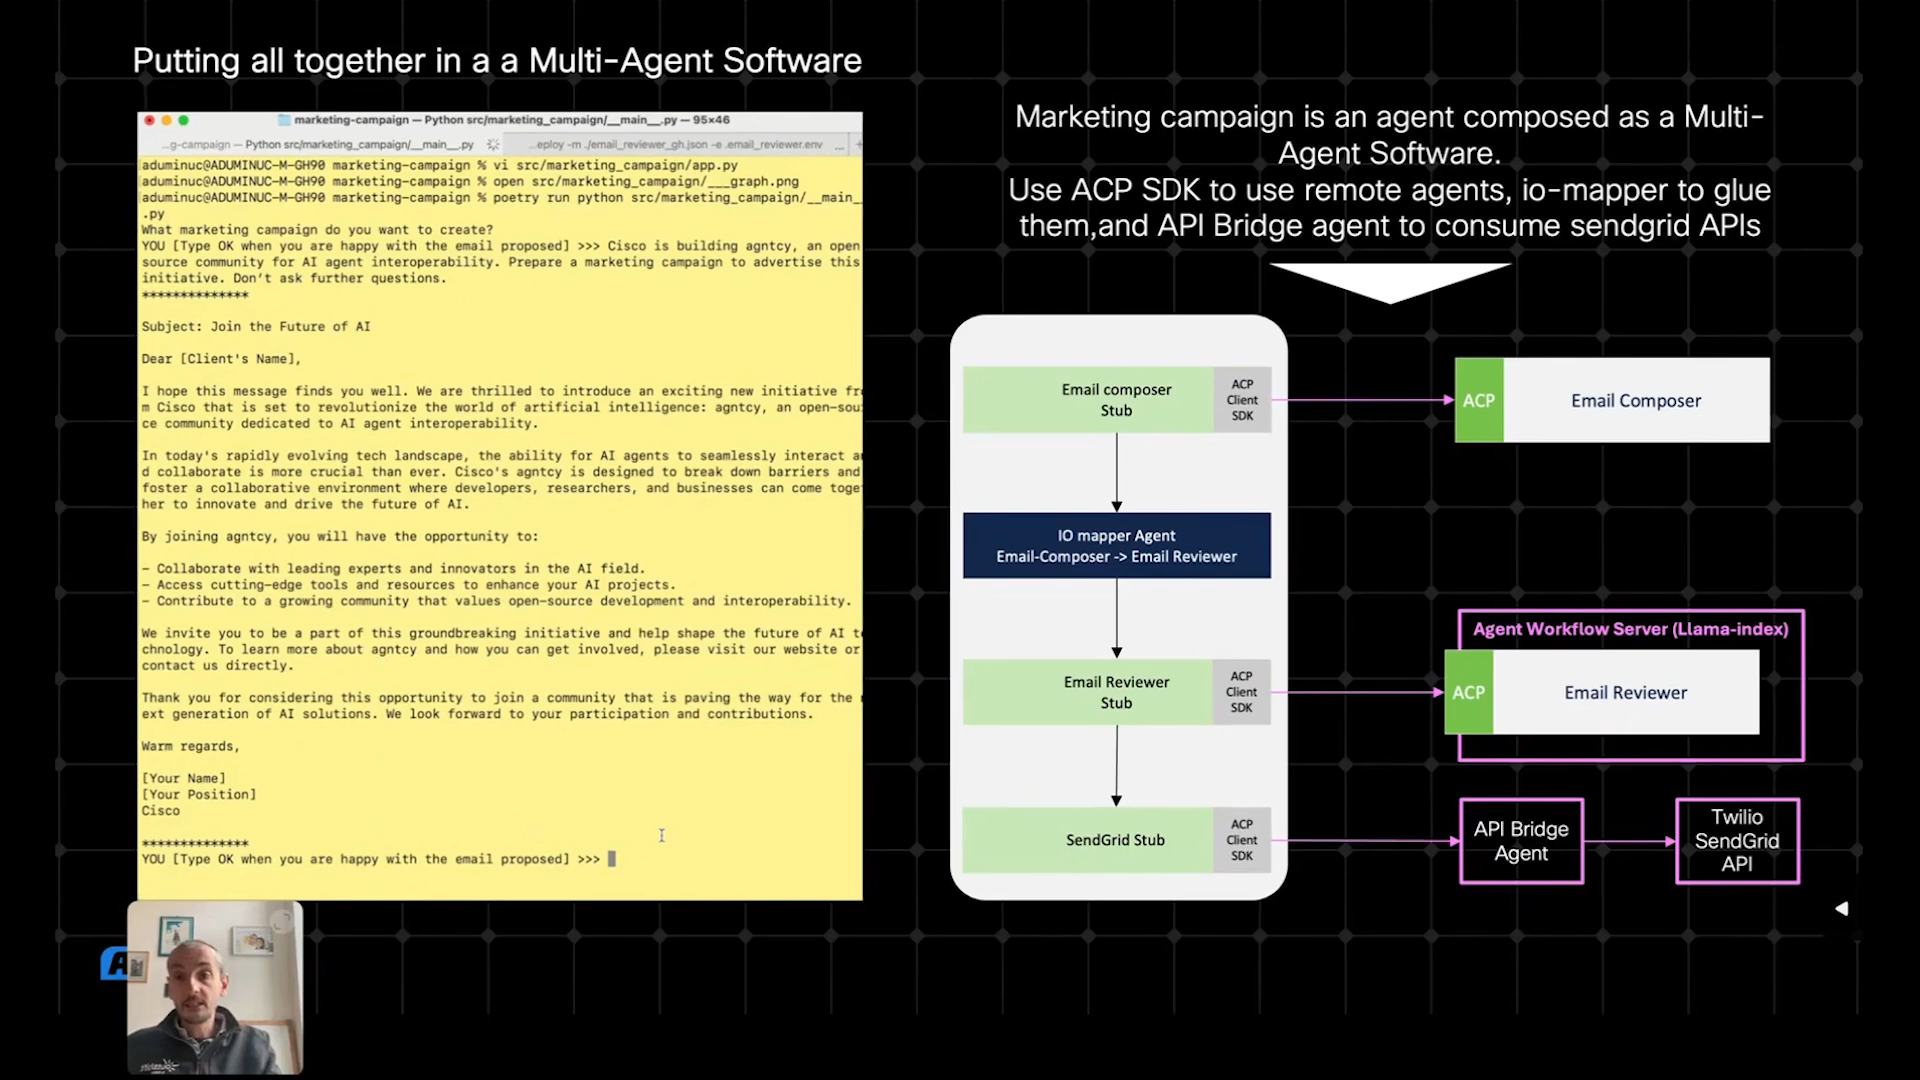 Putting all together in a a Multi-Agent Software
marketing-campaign — Python src/marketing_campaign/__main__.py — 95×46
...g-campaign — Python src/marketing_campaign/__main__.py
...eploy -m ./email_reviewer_gh.json -e .email_reviewer.env ...
aduminuc@ADUMINUC-M-GH90 marketing-campaign % vi src/marketing_campaign/app.py
aduminuc@ADUMINUC-M-GH90 marketing-campaign % open src/marketing_campaign/___graph.png
aduminuc@ADUMINUC-M-GH90 marketing-campaign % poetry run python src/marketing_campaign/__main__
.py
What marketing campaign do you want to create?
YOU [Type OK when you are happy with the email proposed] >>> Cisco is building agntcy, an open
source community for AI agent interoperability. Prepare a marketing campaign to advertise this
initiative. Don't ask further questions.
**************
Subject: Join the Future of AI
Dear [Client's Name],
I hope this message finds you well. We are thrilled to introduce an exciting new initiative fr
m Cisco that is set to revolutionize the world of artificial intelligence: agntcy, an open-sou
ce community dedicated to AI agent interoperability.
In today's rapidly evolving tech landscape, the ability for AI agents to seamlessly interact a
d collaborate is more crucial than ever. Cisco's agntcy is designed to break down barriers and
foster a collaborative environment where developers, researchers, and businesses can come toge
her to innovate and drive the future of AI.
By joining agntcy, you will have the opportunity to:
- Collaborate with leading experts and innovators in the AI field.
- Access cutting-edge tools and resources to enhance your AI projects.
- Contribute to a growing community that values open-source development and interoperability.
We invite you to be a part of this groundbreaking initiative and help shape the future of AI t
chnology. To learn more about agntcy and how you can get involved, please visit our website or
contact us directly.
Thank you for considering this opportunity to join a community that is paving the way for the
ext generation of AI solutions. We look forward to your participation and contributions.
Warm regards,
[Your Name]
[Your Position]
Cisco
**************
YOU [Type OK when you are happy with the email proposed] >>>
Marketing campaign is an agent composed as a Multi-
Agent Software.
Use ACP SDK to use remote agents, io-mapper to glue
them,and API Bridge agent to consume sendgrid APIs
Email composer
Stub
ACP
Client
SDK
ACP
Email Composer
IO mapper Agent
Email-Composer -> Email Reviewer
Agent Workflow Server (Llama-index)
Email Reviewer
Stub
ACP
Client
SDK
ACP
Email Reviewer
SendGrid Stub
ACP
Client
SDK
API Bridge
Agent
Twilio
SendGrid
API